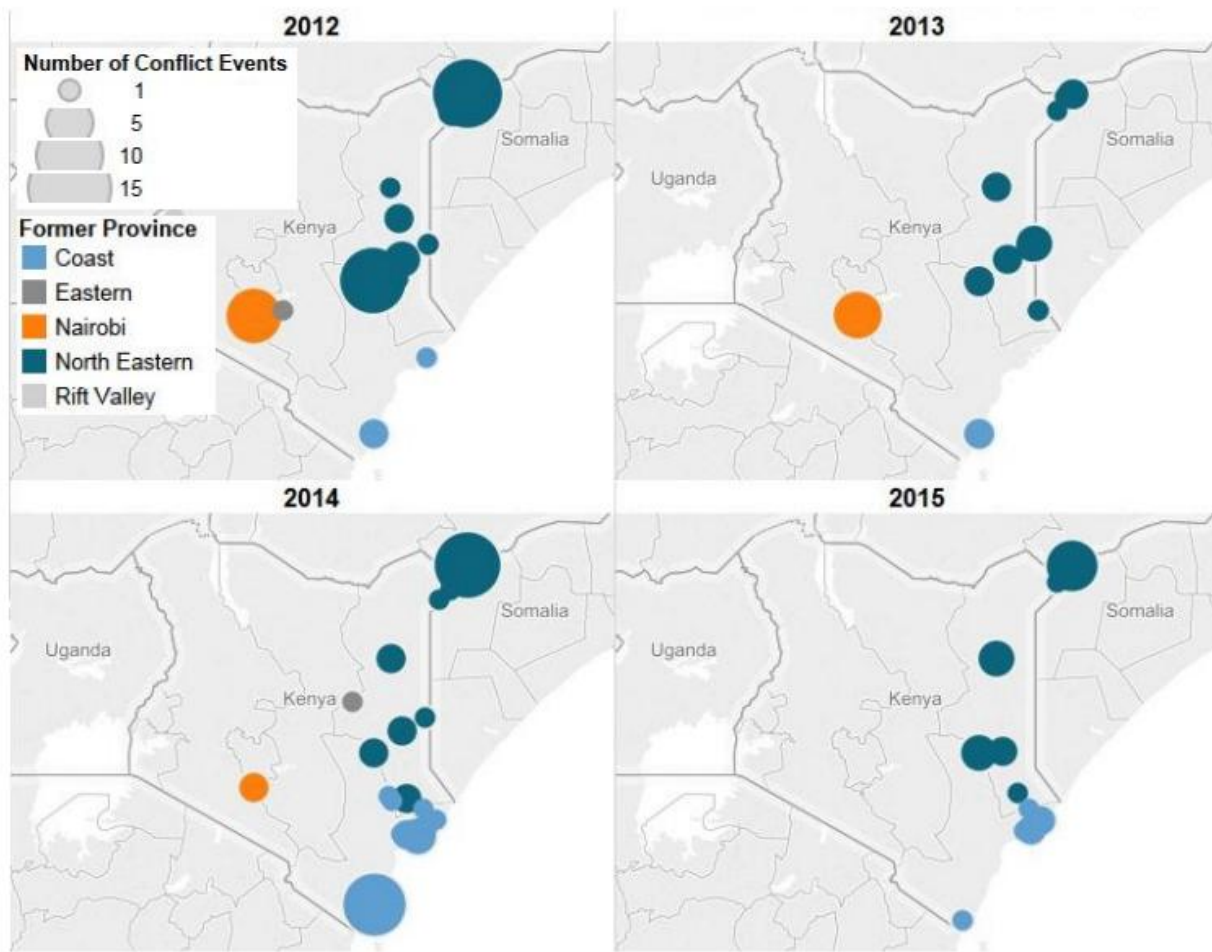 2012
2013
Number of Conflict Events
1
5
10
15
Former Province
Coast
Eastern
Nairobi
North Eastern
Rift Valley
Kenya
Somalia
Uganda
Kenya
Somalia
2014
2015
Uganda
Kenya
Somalia
Uganda
Kenya
Somalia